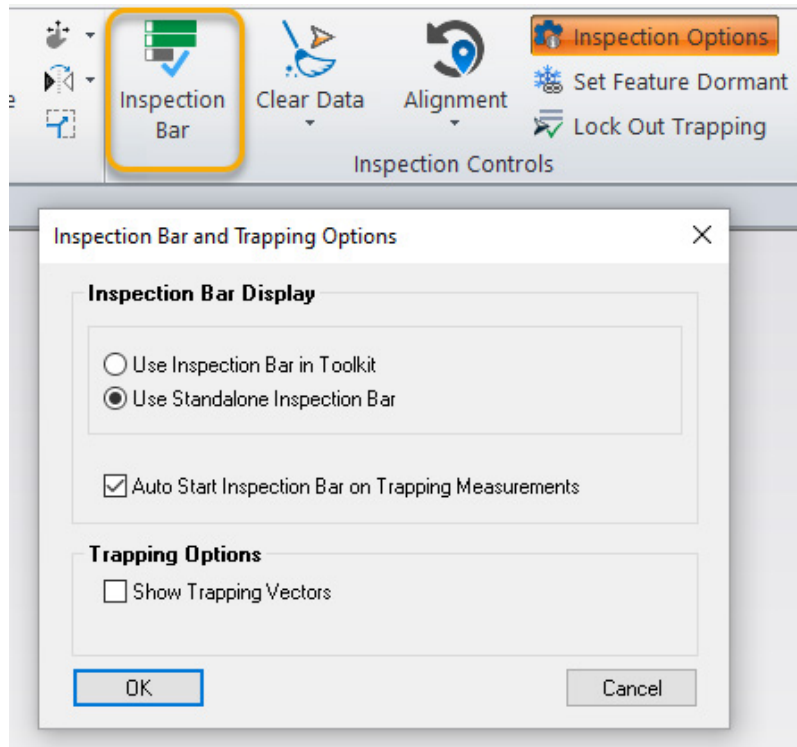 e
Inspection
Bar
Clear Data
Alignment
Inspection Options
Set Feature Dormant
Lock Out Trapping
Inspection Controls
Inspection Bar and Trapping Options
Inspection Bar Display
Use Inspection Bar in Toolkit
Use Standalone Inspection Bar
Auto Start Inspection Bar on Trapping Measurements
Trapping Options
Show Trapping Vectors
OK
Cancel